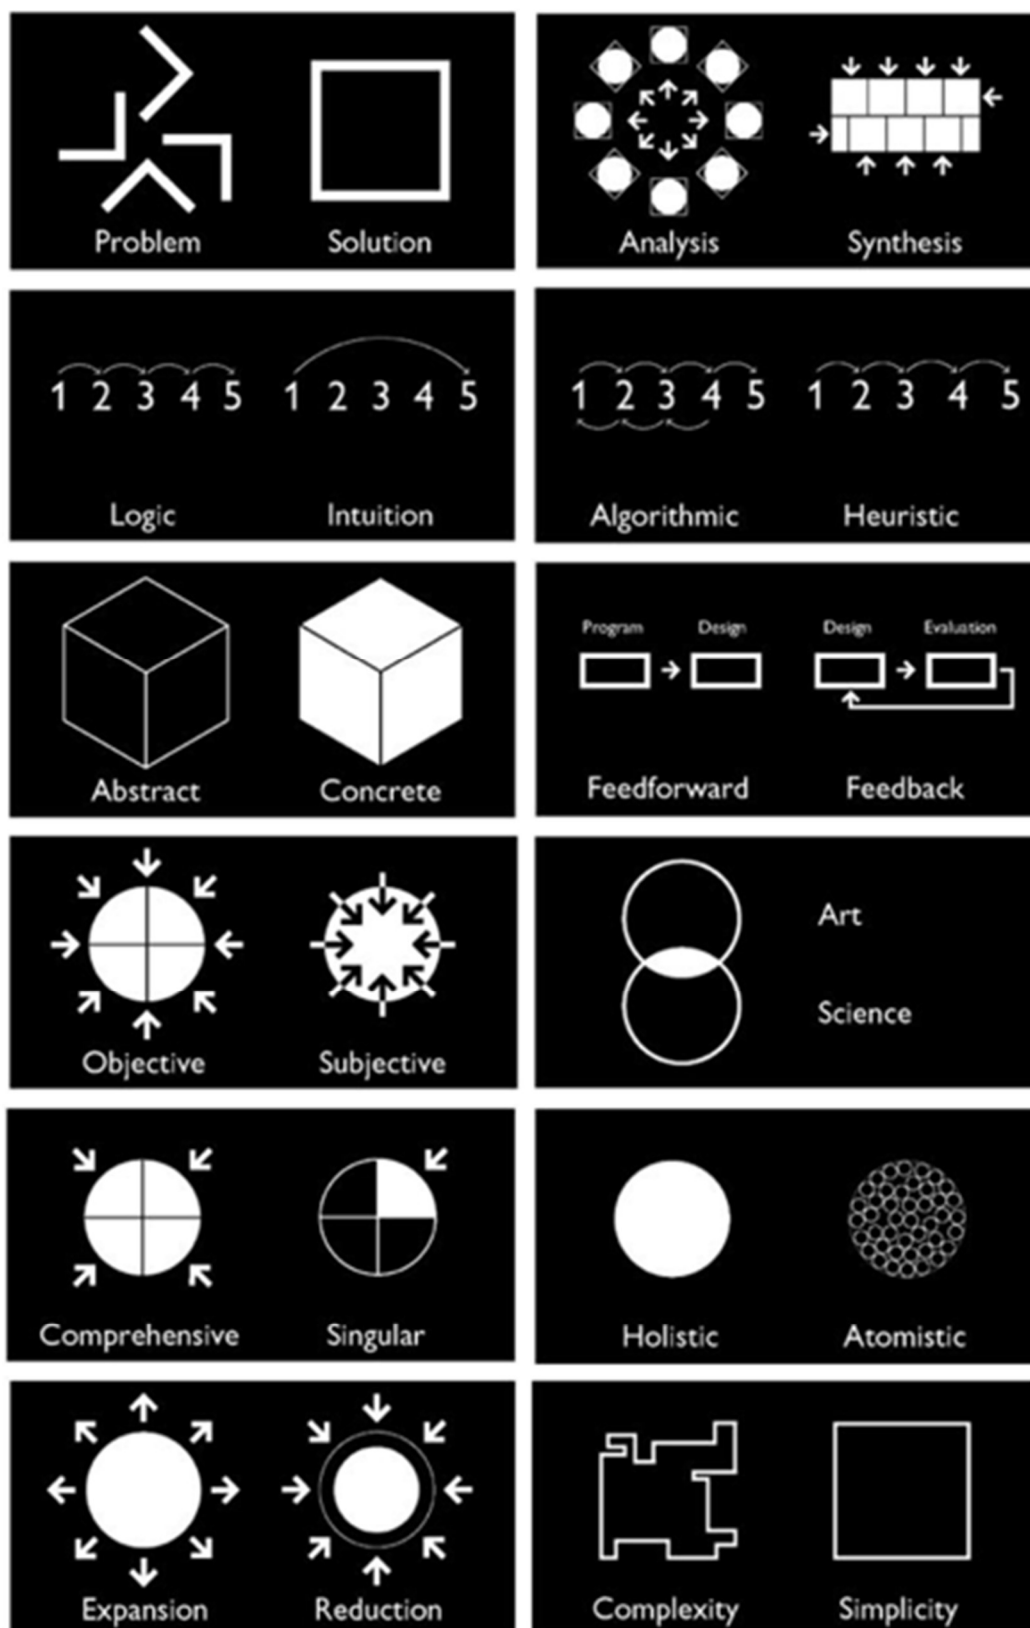 Problem Solution
Analysis Synthesis
1 2 3 4 5 1 2 3 4 5
Logic Intuition
1 2 3 4 5 1 2 3 4 5
Algorithmic Heuristic
Abstract Concrete
Program Design Design Evaluation
Feedforward Feedback
Objective Subjective
Art
Science
Comprehensive Singular
Holistic Atomistic
Expansion Reduction
Complexity Simplicity